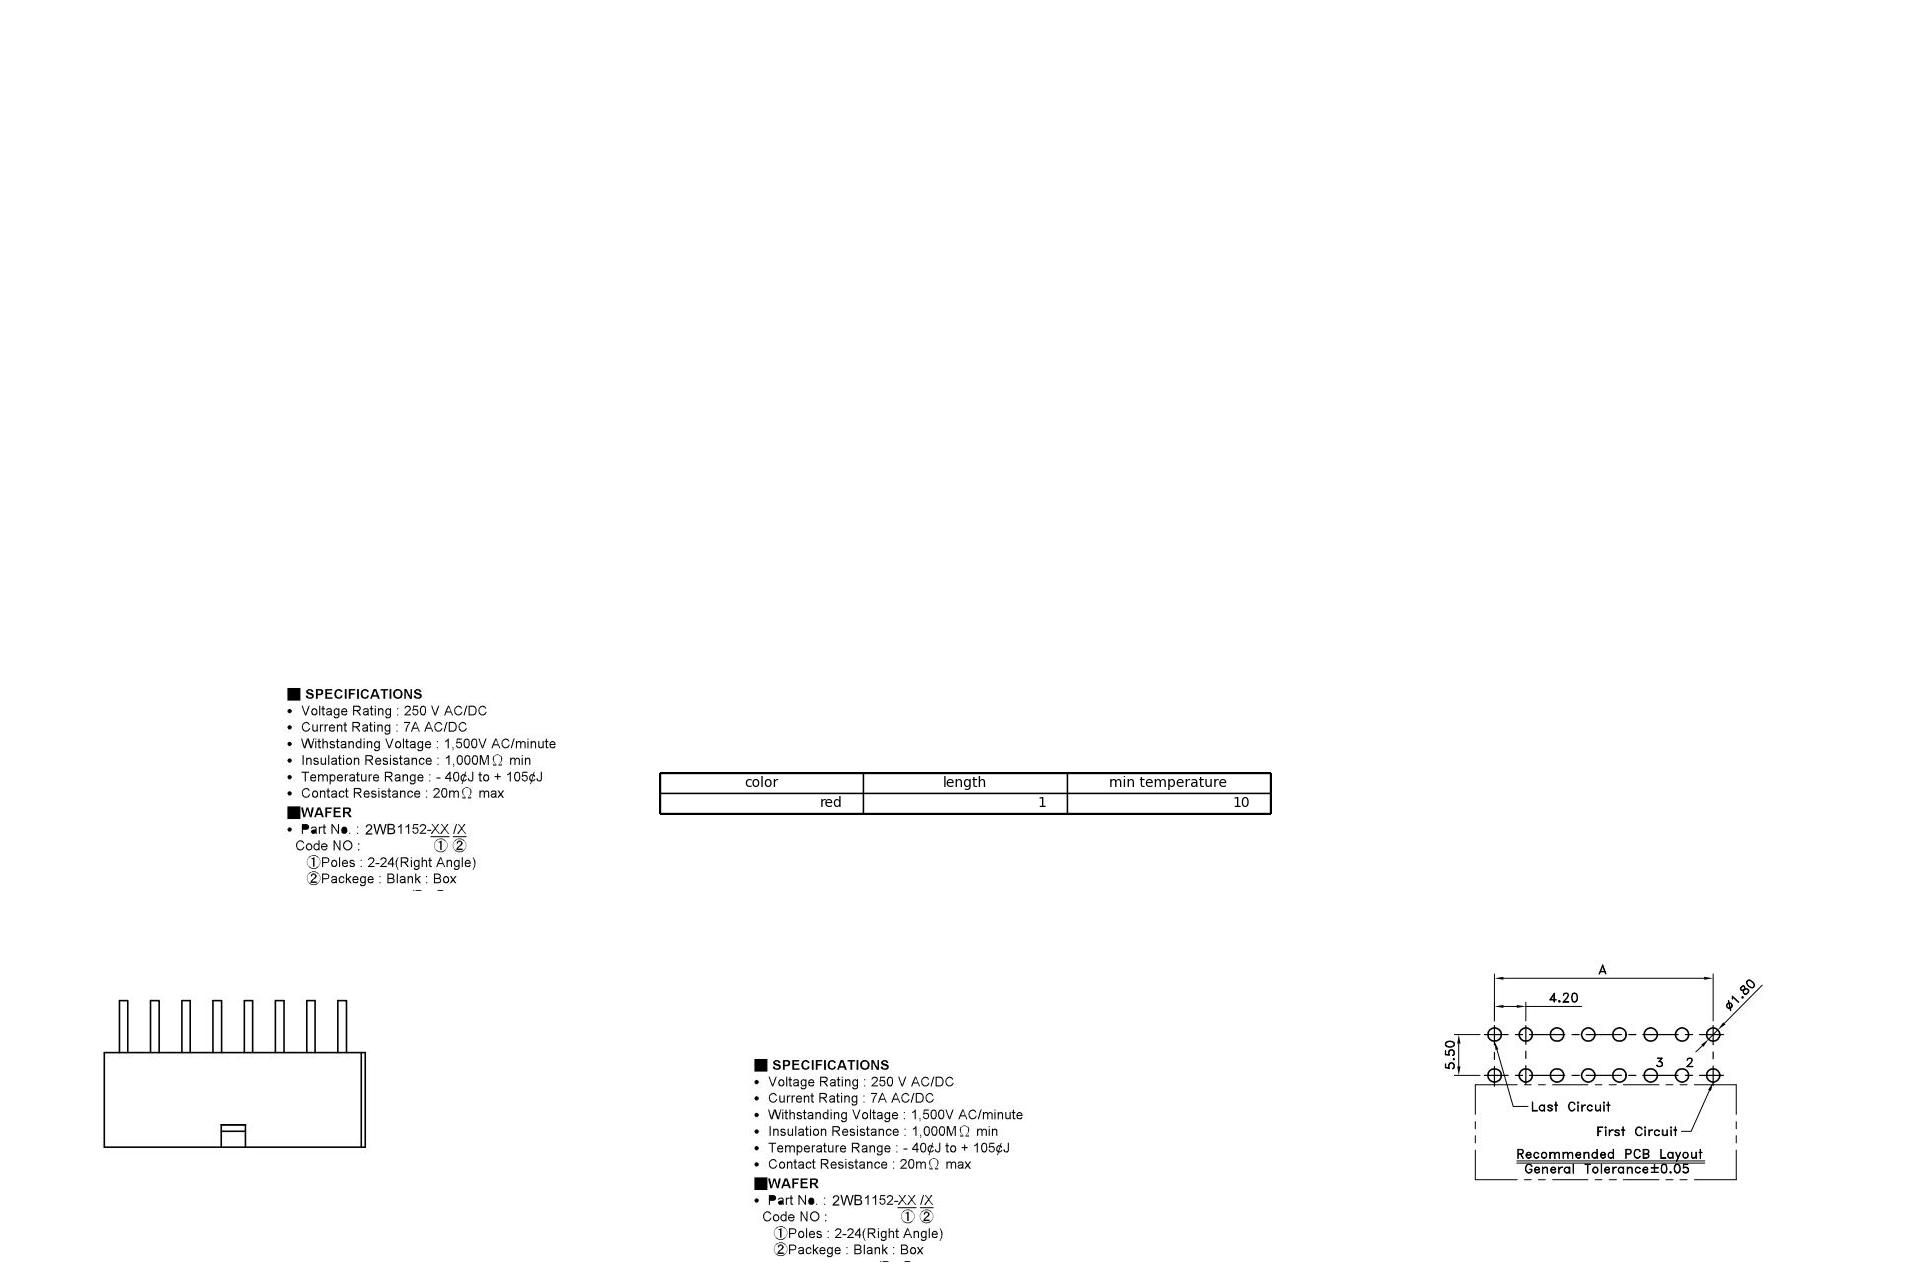 ■ SPECIFICATIONS
• Voltage Rating : 250 V AC/DC
• Current Rating : 7A AC/DC
• Withstanding Voltage : 1,500V AC/minute
• Insulation Resistance : 1,000MΩ min
• Temperature Range : - 40¢J to + 105¢J
• Contact Resistance : 20mΩ max
■WAFER
• Part No. : 2WB1152-XX /X
Code NO : ① ②
①Poles : 2-24(Right Angle)
②Packege : Blank : Box
color length min temperature
red 1 10
■ SPECIFICATIONS
• Voltage Rating : 250 V AC/DC
• Current Rating : 7A AC/DC
• Withstanding Voltage : 1,500V AC/minute
• Insulation Resistance : 1,000MΩ min
• Temperature Range : - 40¢J to + 105¢J
• Contact Resistance : 20mΩ max
■WAFER
• Part No. : 2WB1152-XX /X
Code NO : ① ②
①Poles : 2-24(Right Angle)
②Packege : Blank : Box
A
4.20
ø1.80
5.50
3 2
Last Circuit
First Circuit
Recommended PCB Layout
General Tolerance±0.05